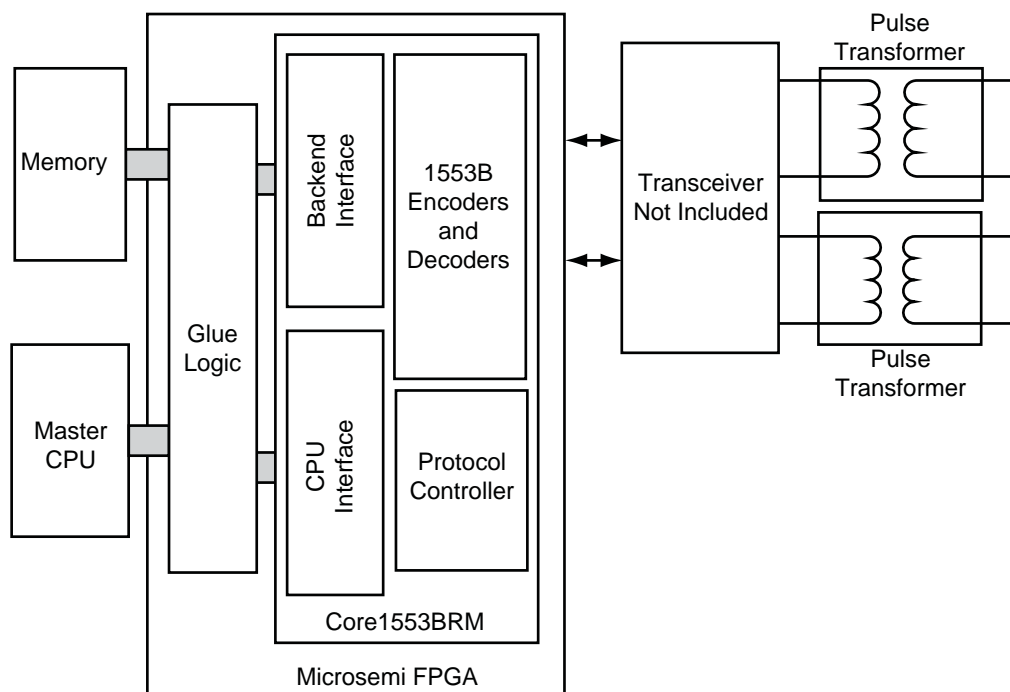 Pulse
Transformer
Memory
Backend
Interface
1553B
Encoders
and
Decoders
Transceiver
Not Included
Glue
Logic
Master
CPU
CPU
Interface
Protocol
Controller
Pulse
Transformer
Core1553BRM
Microsemi FPGA